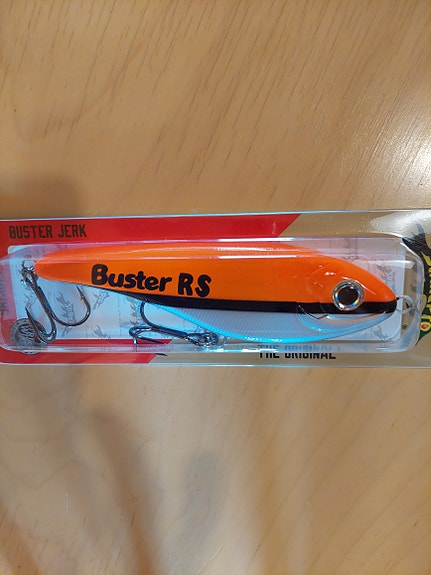 BUSTER JERK
Buster RS
THE ORIGINAL